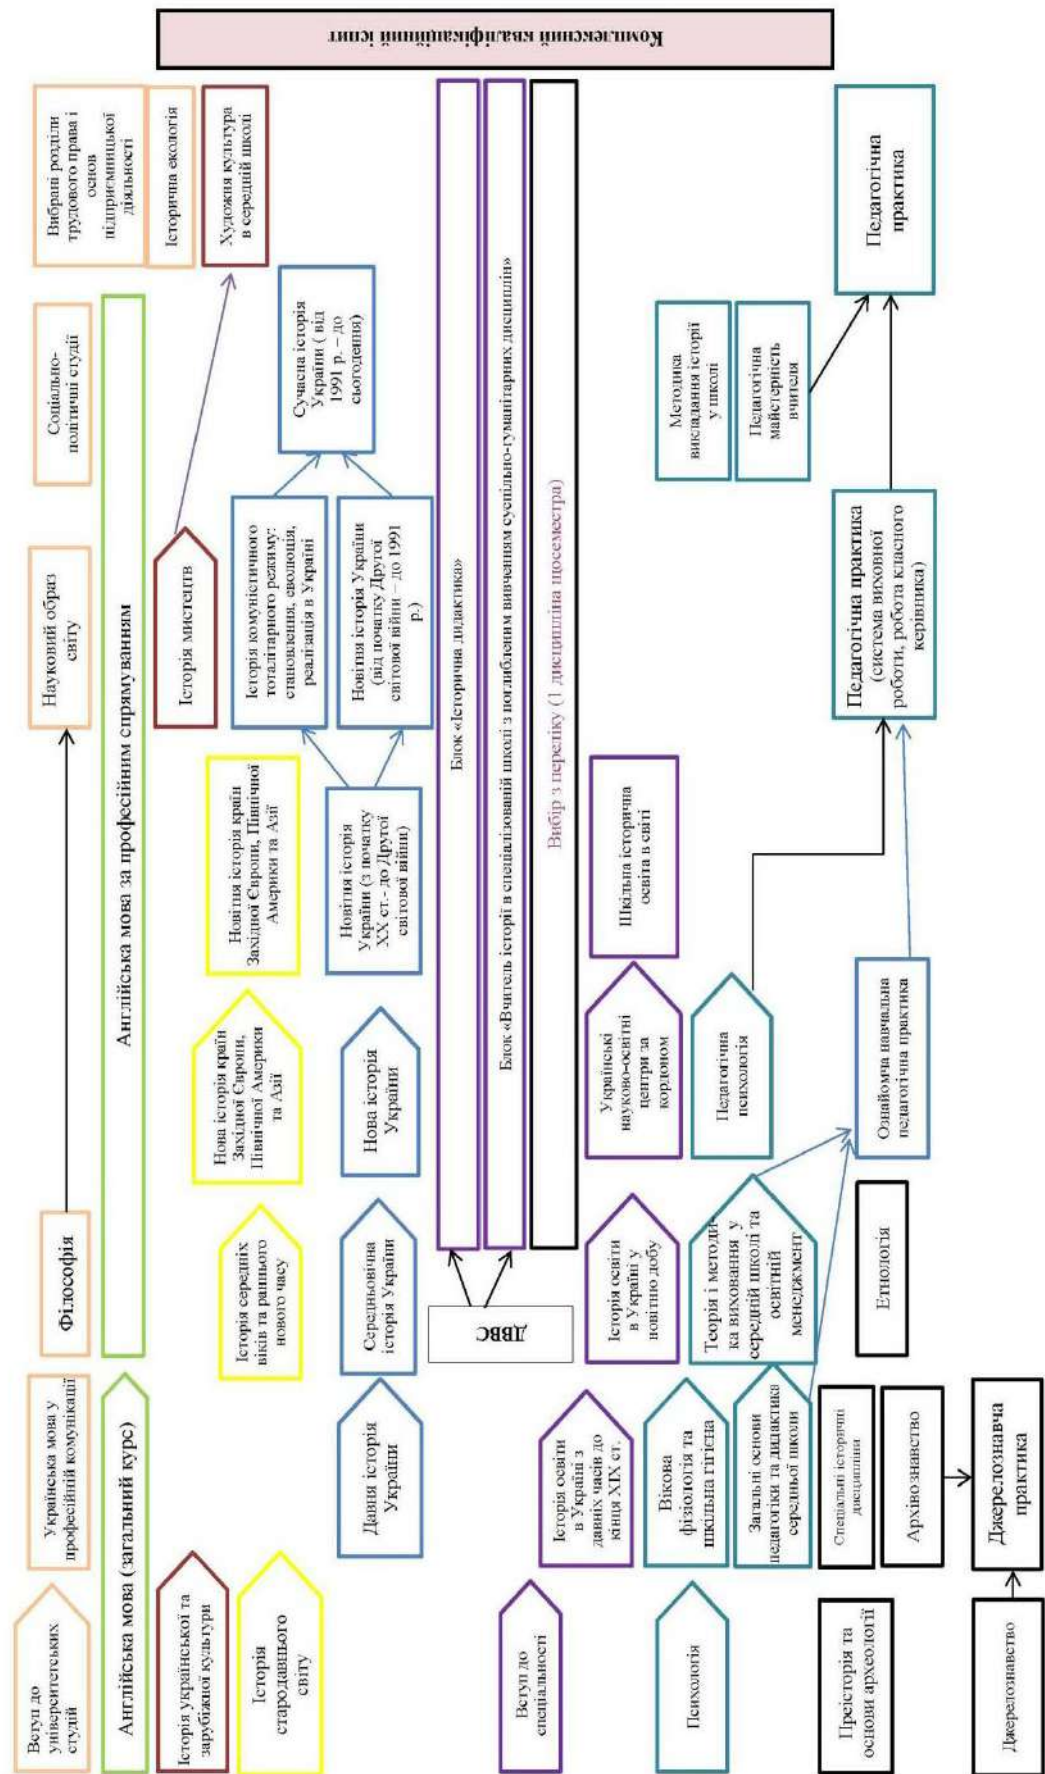 Вступ до
університетських
студій
Українська мова у
професійній комунікації
Філософія
Науковий образ
світу
Соціально-
політичні студії
Вибрані розділи
трудового права і
основ
підприємницької
діяльності
Англійська мова (загальний курс)
Англійська мова за професійним спрямуванням
Історична екологія
Історія української та
зарубіжної культури
Історія мистецтв
Художня культура
в середній школі
Історія
стародавнього
світу
Історія середніх
віків та раннього
нового часу
Нова історія країн
Західної Європи,
Північної Америки
та Азії
Новітня історія країн
Західної Європи, Північної
Америки та Азії
Історія комуністичного
тоталітарного режиму:
становлення, еволюція,
реалізація в Україні
Сучасна історія
України ( від
1991 р. – до
сьогодення)
Давня історія
України
Середньовічна
історія України
Нова історія
України
Новітня історія
України (з початку
ХХ ст.- до Другої
світової війни)
Новітня історія України
(від початку Другої
світової війни – до 1991
р.)
ДВВС
Блок «Історична дидактика»
Блок «Вчитель історії в спеціалізованій школі з поглибленим вивченням суспільно-гуманітарних дисциплін»
Вибір з переліку (1 дисципліна щосеместра)
Комплексний кваліфікаційний іспит
Вступ до
спеціальності
Історія освіти
в Україні з
давніх часів до
кінця ХІХ ст.
Історія освіти
в Україні у
новітню добу
Українські
науково-освітні
центри за
кордоном
Шкільна історична
освіта в світі
Психологія
Вікова
фізіологія та
шкільна гігієна
Теорія і методи-
ка виховання у
середній школі та
освітній
менеджмент
Педагогічна
психологія
Методика
викладання історії
у школі
Загальні основи
педагогіки та дидактика
середньої школи
Педагогічна
майстерність
вчителя
Преісторія та
основи археології
Спеціальні історичні
дисципліни
Архівознавство
Етнологія
Ознайомча навчальна
педагогічна практика
Педагогічна практика
(система виховної
роботи, робота класного
керівника)
Педагогічна
практика
Джерелознавство
Джерелознавча
практика